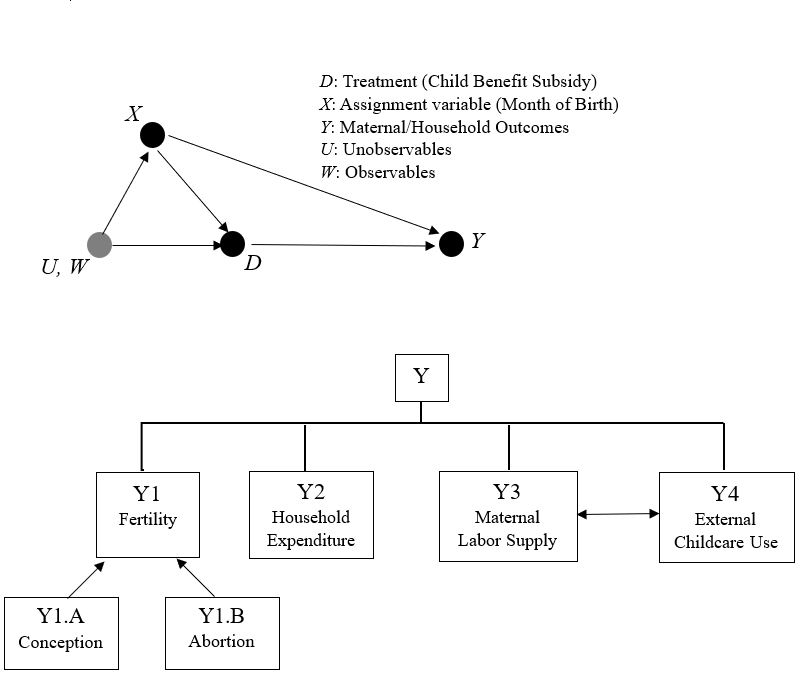 D: Treatment (Child Benefit Subsidy)
X: Assignment variable (Month of Birth)
Y: Maternal/Household Outcomes
U: Unobservables
W: Observables
X
Y
U, W
D
Y
Y1
Fertility
Y2
Household
Expenditure
Y3
Maternal
Labor Supply
Y4
External
Childcare Use
Y1.A
Conception
Y1.B
Abortion